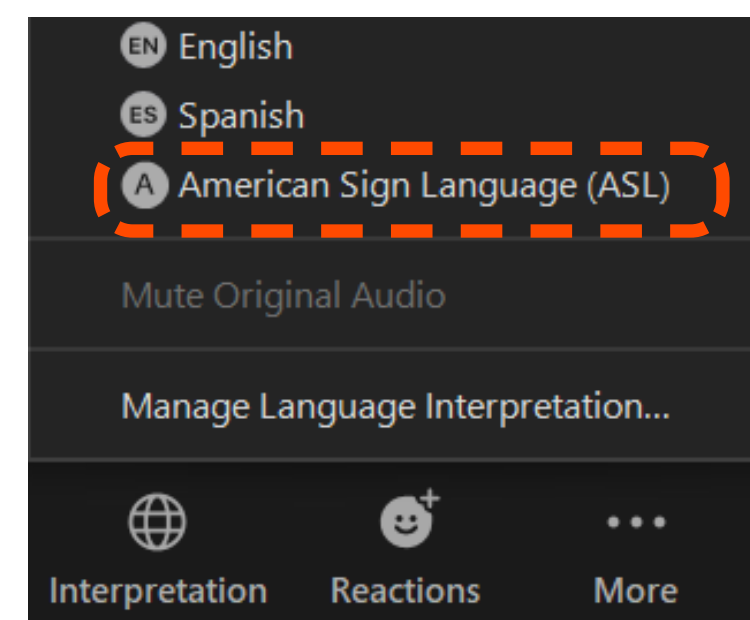 EN English
ES Spanish
A American Sign Language (ASL)
Mute Original Audio
Manage Language Interpretation...
Interpretation Reactions More